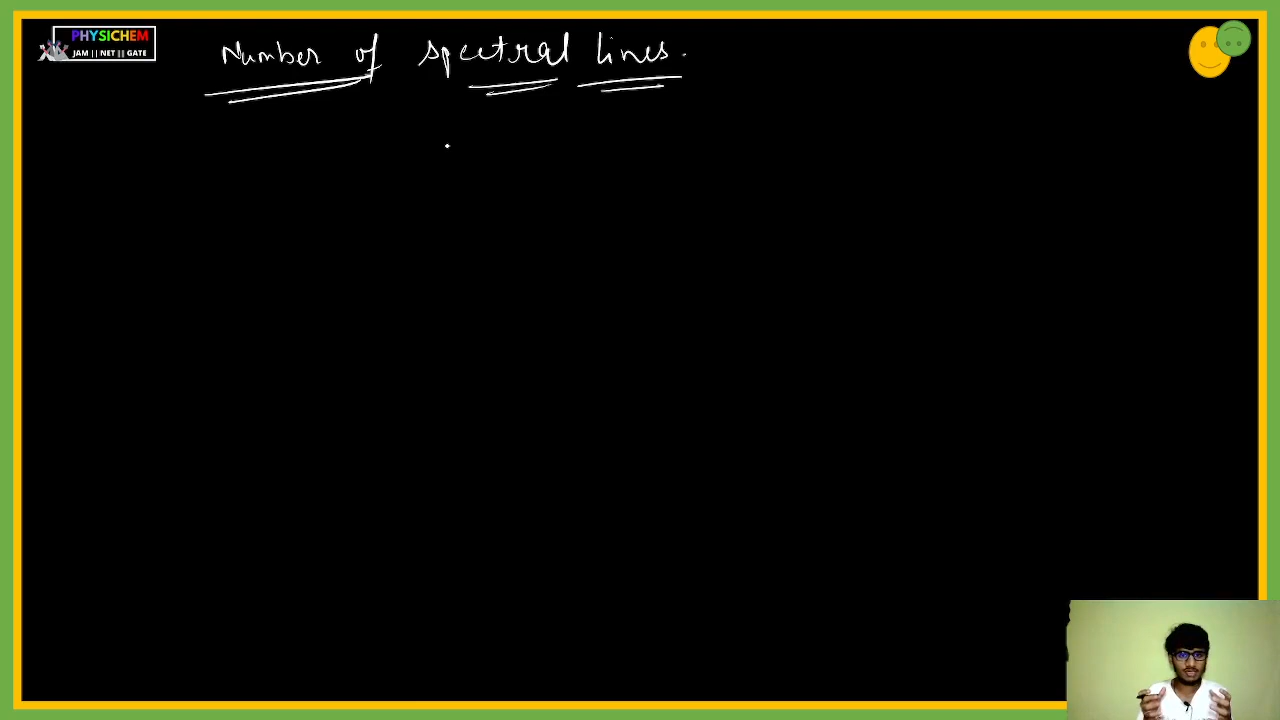 PHYSICHEM
JAM || NET || GATE
Number of spectral lines.